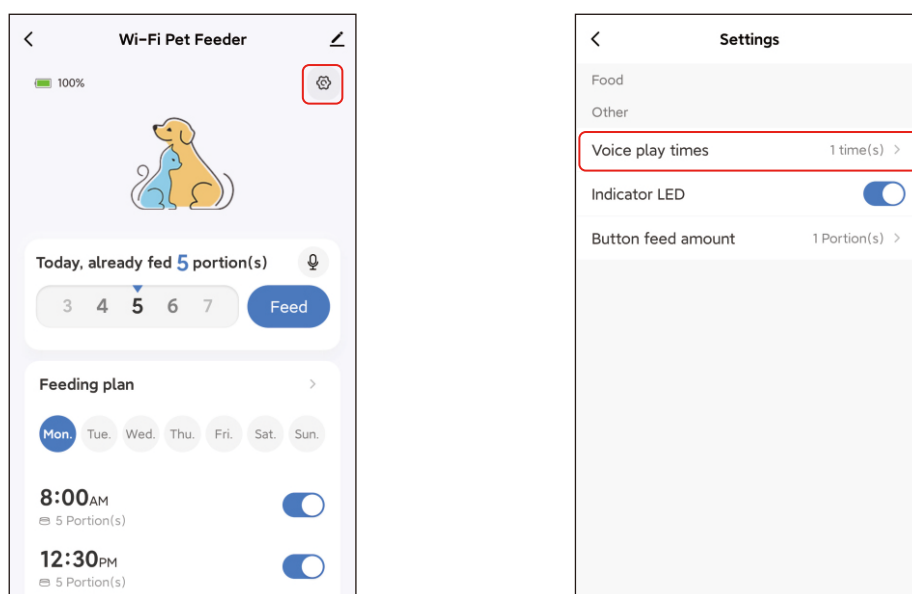 Wi-Fi Pet Feeder
100%
Today, already fed 5 portion(s)
3 4 5 6 7 Feed
Feeding plan
Mon. Tue. Wed. Thu. Fri. Sat. Sun.
8:00AM
5 Portion(s)
12:30PM
5 Portion(s)
Settings
Food
Other
Voice play times 1 time(s)
Indicator LED
Button feed amount 1 Portion(s)